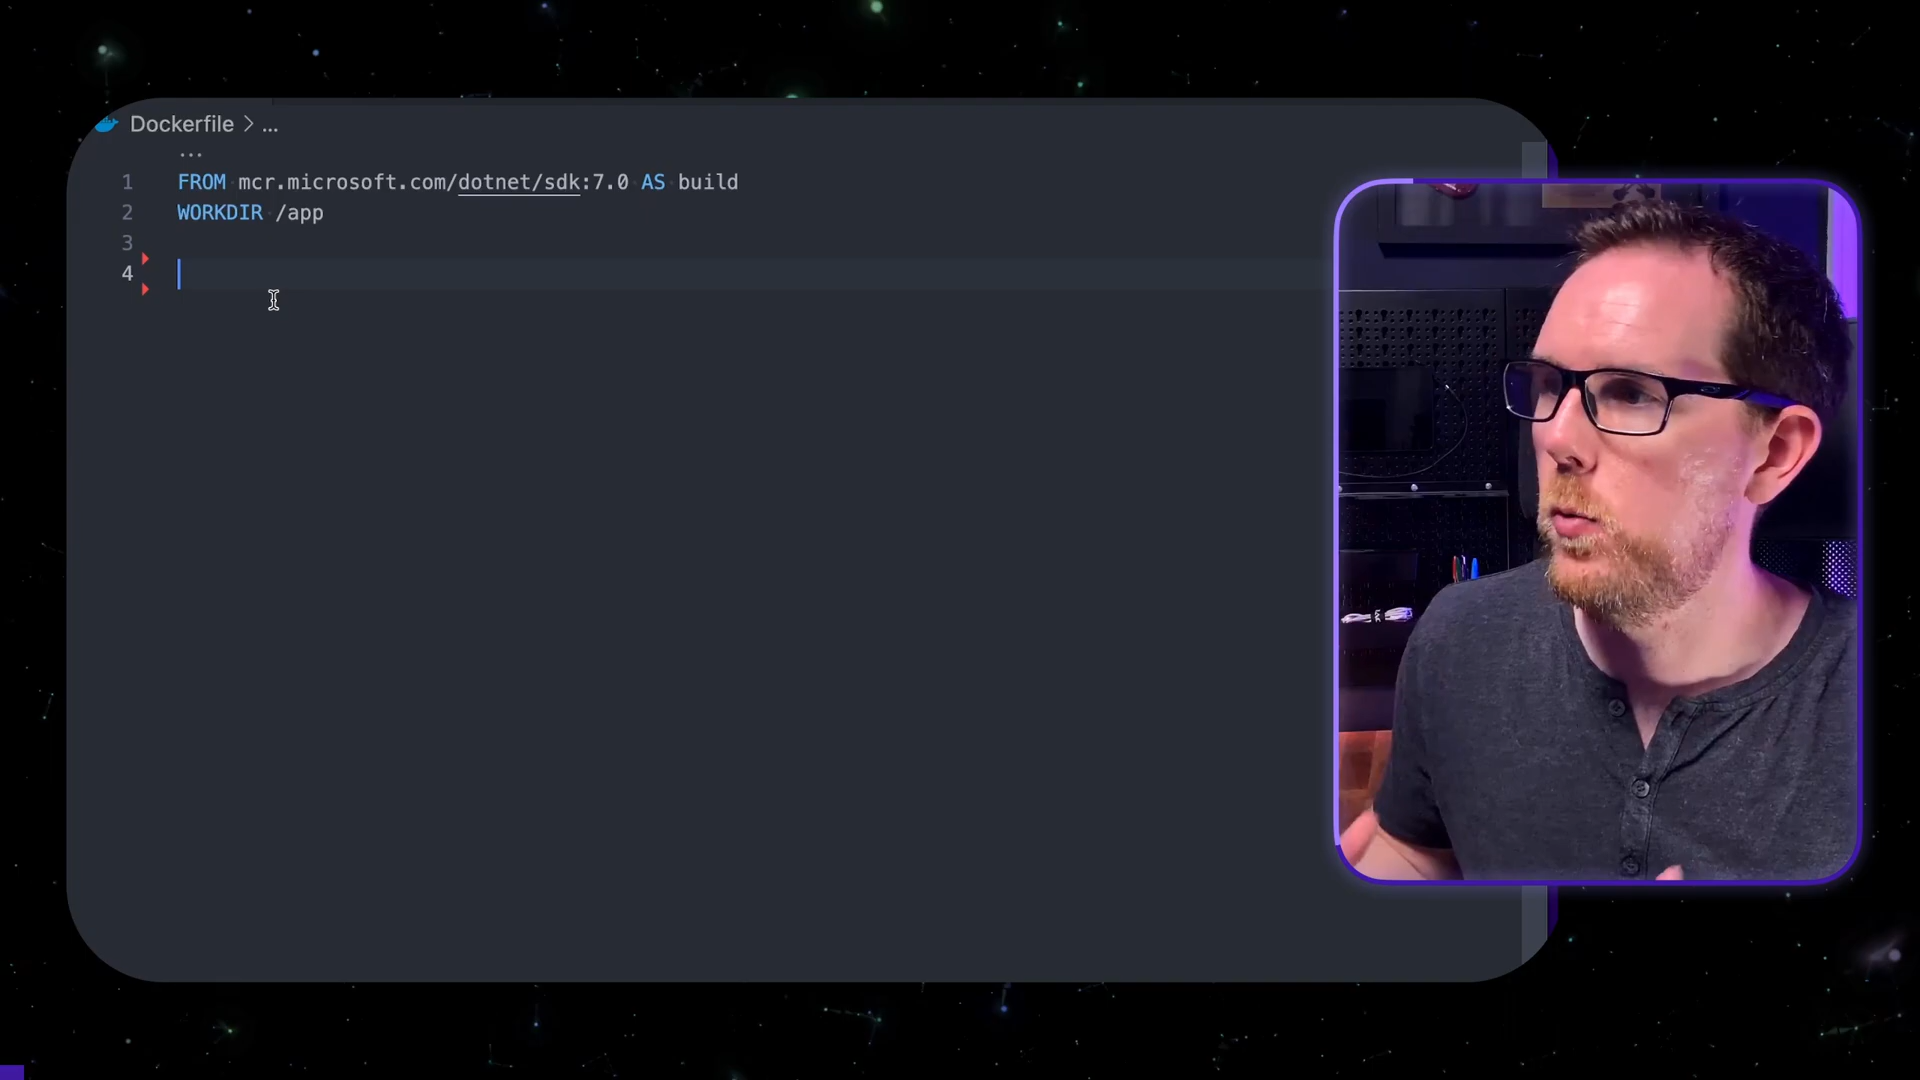 Dockerfile > ...
...
1 FROM mcr.microsoft.com/dotnet/sdk:7.0 AS build
2 WORKDIR /app
3
4